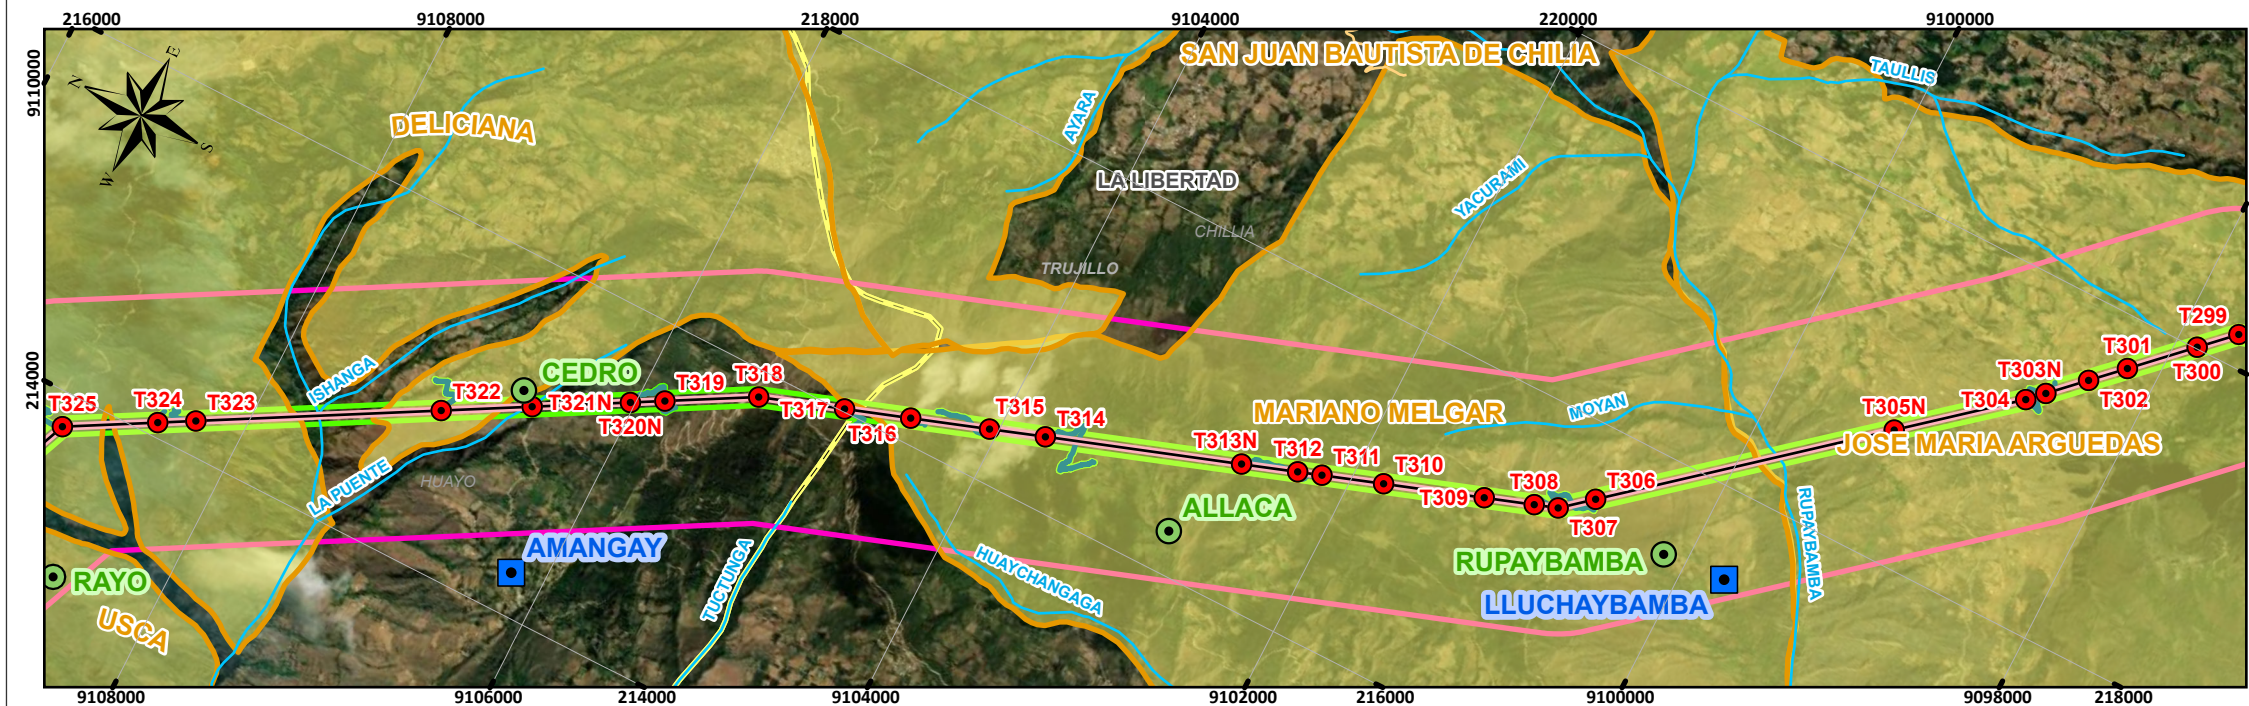 216000
9108000
218000
9104000
220000
9100000
9110000
214000
N
E
S
W
DELICIANA
SAN JUAN BAUTISTA DE CHILIA
TAULLIS
AYARA
LA LIBERTAD
YACURAMI
CHILLIA
TRUJILLO
ISHANGA
CEDRO
T325
T324
T323
T322
T321N
T320N
T319
T318
T317
T316
T315
T314
T313N
T312
T311
T310
T309
T308
T307
T306
T305N
T304
T303N
T302
T301
T300
T299
MARIANO MELGAR
MOYAN
JOSE MARIA ARGUEDAS
LA PUENTE
HUAYO
ALLACA
AMANGAY
RAYO
USCA
TUCTUNGA
HUAYCHANGAGA
RUPAYBAMBA
LLUCHAYBAMBA
RUPAYBAMBA
9108000
9106000
214000
9104000
9102000
216000
9100000
9098000
218000